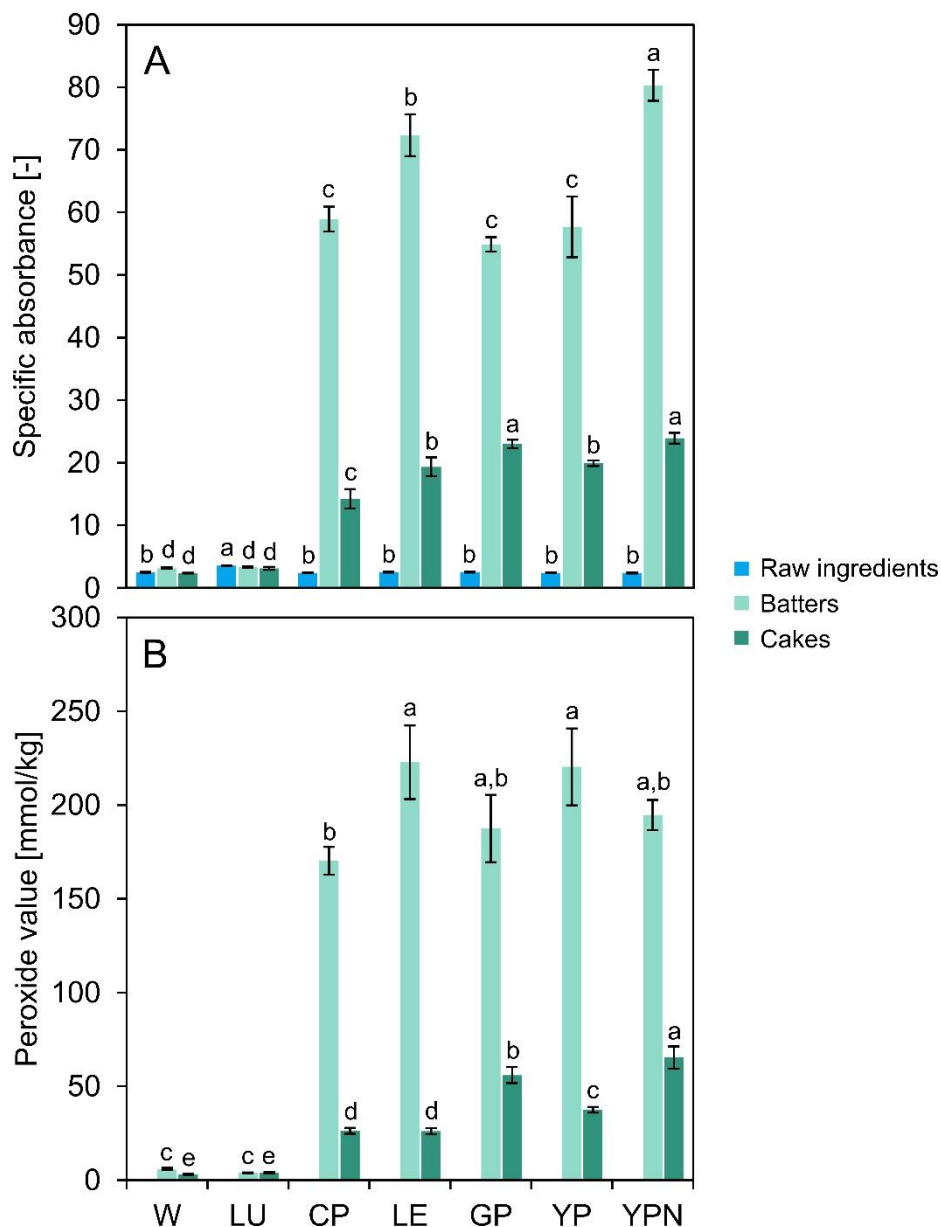 A
Specific absorbance [-]
90
80
70
60
50
40
30
20
10
0
b d d a d d b c c b b b b c a b c b b a a
Raw ingredients
Batters
Cakes
B
Peroxide value [mmol/kg]
300
250
200
150
100
50
0
c e c e b d a d a,b b a c a,b a
W LU CP LE GP YP YPN